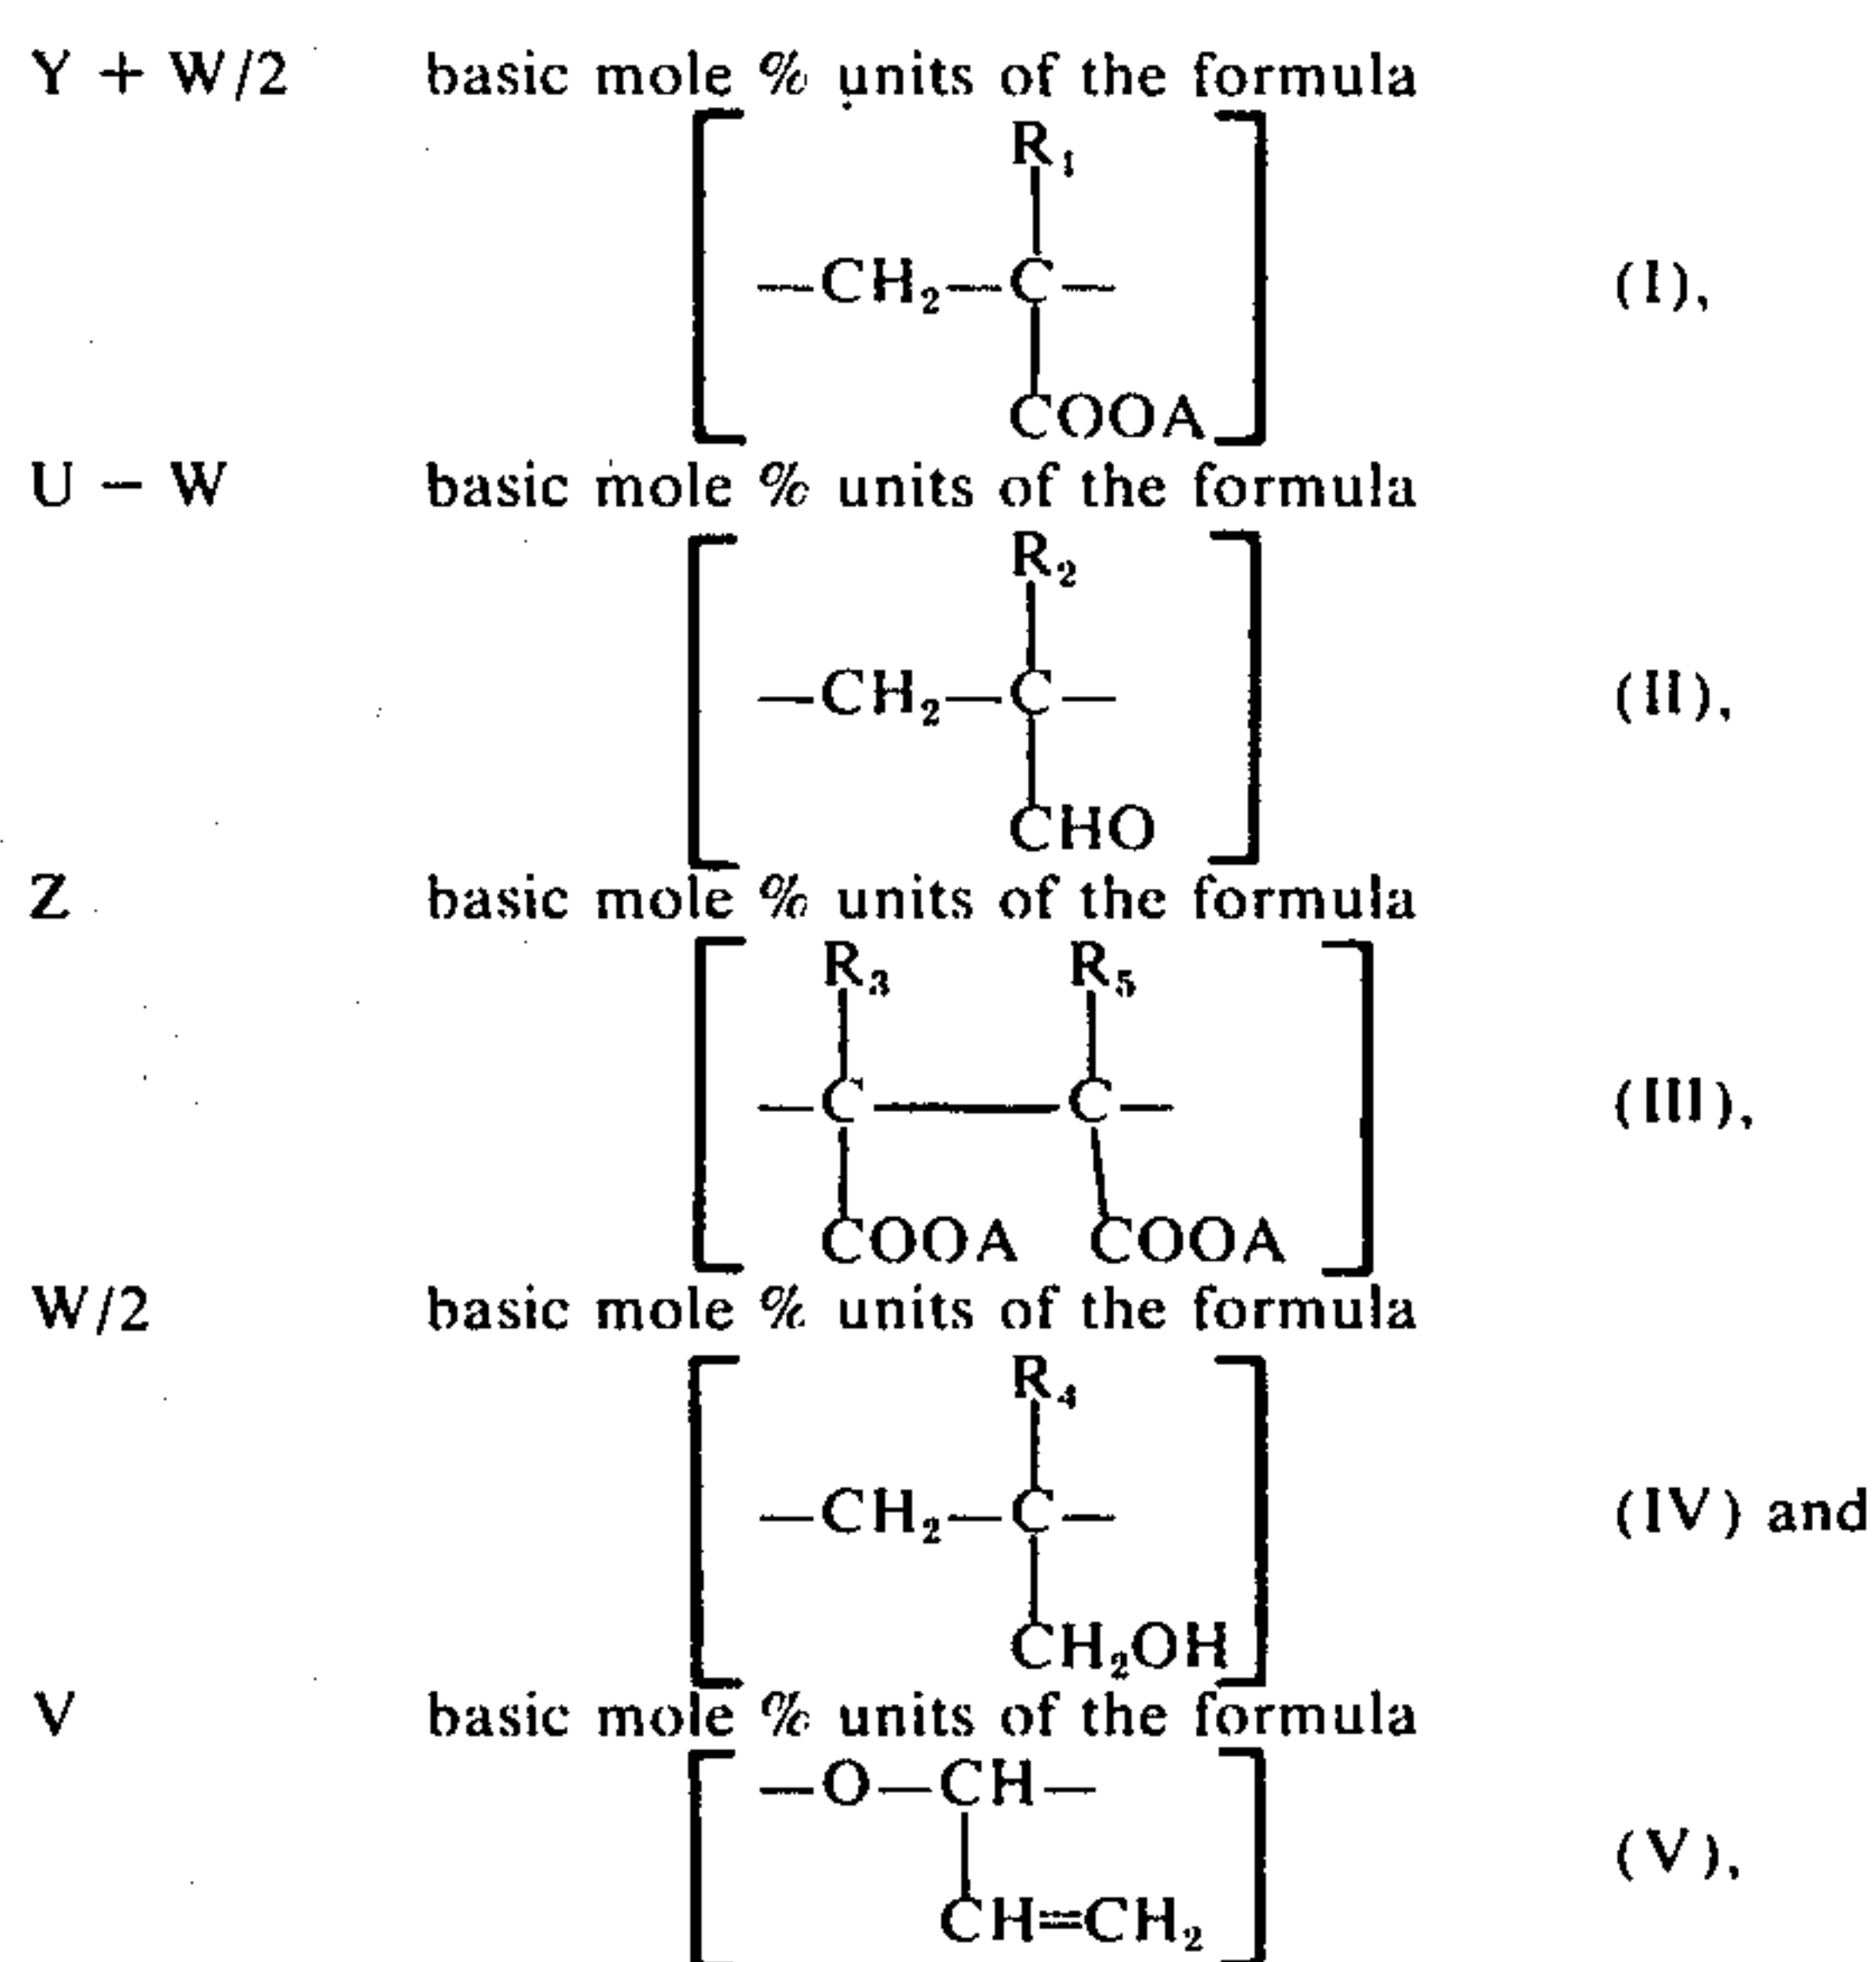 Y + W/2 basic mole % units of the formula
R₁
—CH₂—C— (I),
COOA
U − W basic mole % units of the formula
R₂
—CH₂—C— (II),
CHO
Z basic mole % units of the formula
R₃ R₅
—C—C— (III),
COOA COOA
W/2 basic mole % units of the formula
R₄
—CH₂—C— (IV) and
CH₂OH
V basic mole % units of the formula
—O—CH—
(V),
CH=CH₂